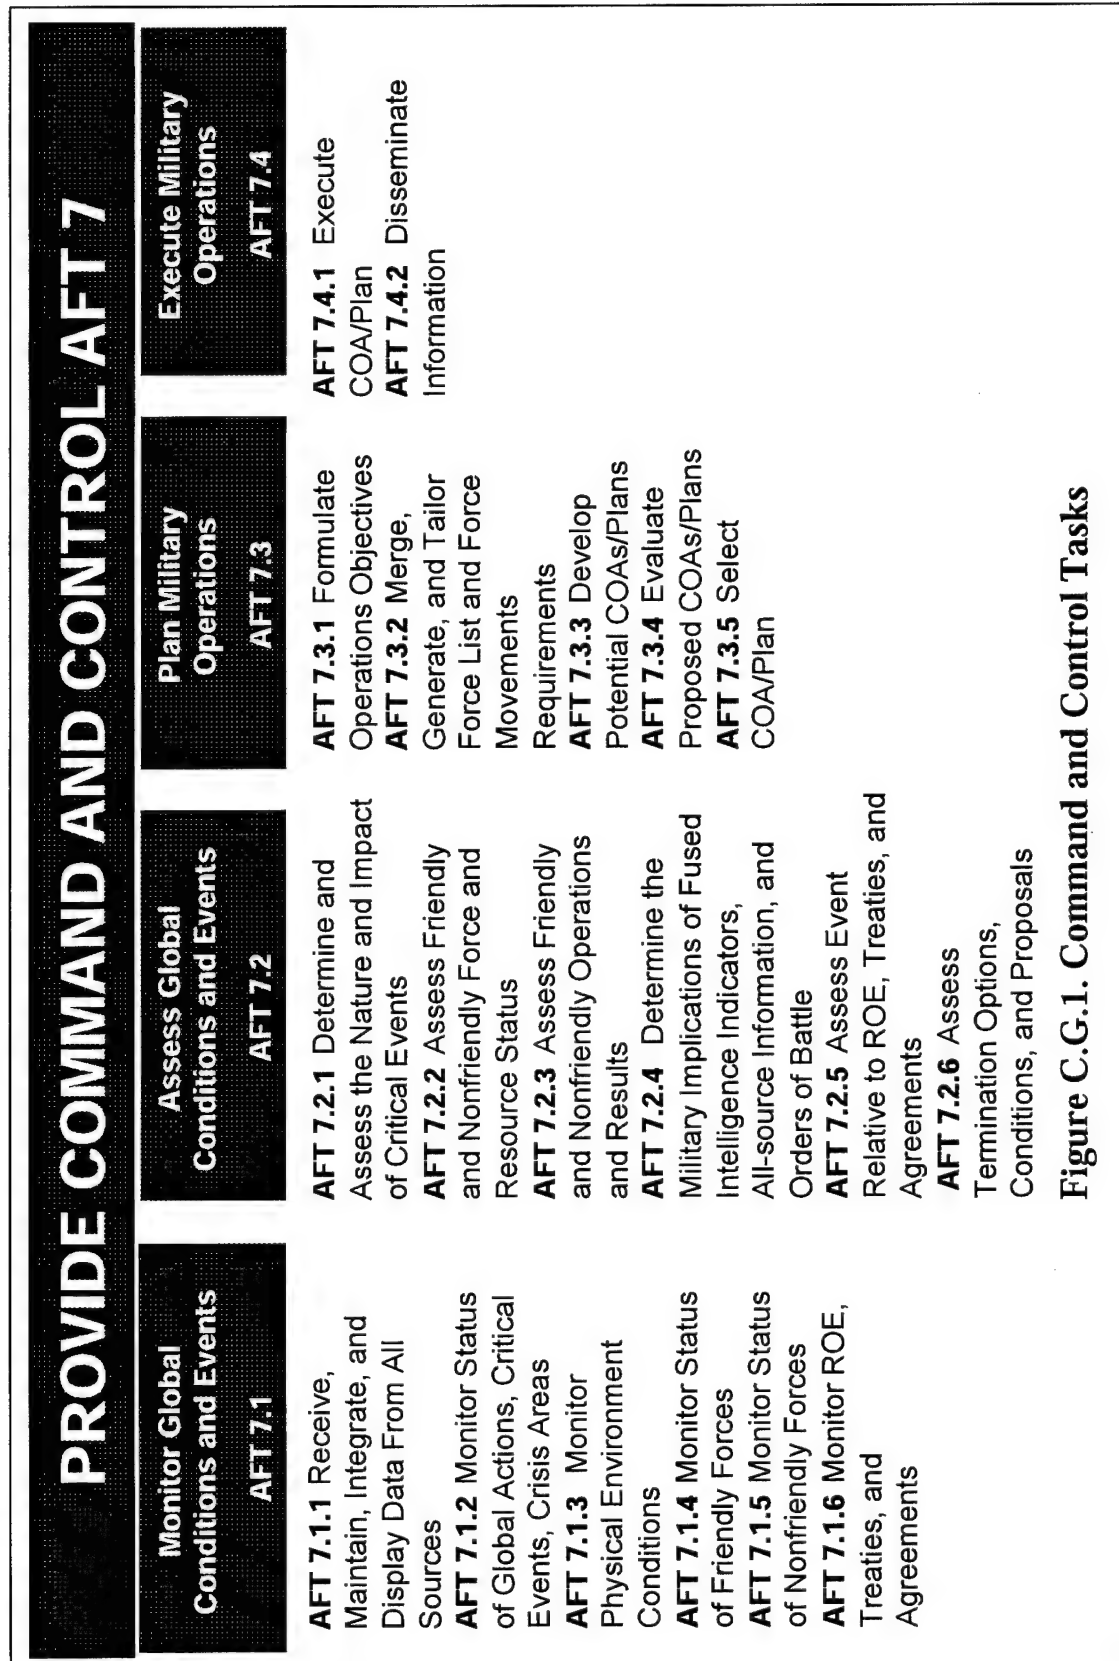 PROVIDE COMMAND AND CONTROL AFT 7
Monitor Global
Conditions and Events
AFT 7.1
AFT 7.1.1 Receive,
Maintain, Integrate, and
Display Data From All
Sources
AFT 7.1.2 Monitor Status
of Global Actions, Critical
Events, Crisis Areas
AFT 7.1.3 Monitor
Physical Environment
Conditions
AFT 7.1.4 Monitor Status
of Friendly Forces
AFT 7.1.5 Monitor Status
of Nonfriendly Forces
AFT 7.1.6 Monitor ROE,
Treaties, and
Agreements
Assess Global
Conditions and Events
AFT 7.2
AFT 7.2.1 Determine and
Assess the Nature and Impact
of Critical Events
AFT 7.2.2 Assess Friendly
and Nonfriendly Force and
Resource Status
AFT 7.2.3 Assess Friendly
and Nonfriendly Operations
and Results
AFT 7.2.4 Determine the
Military Implications of Fused
Intelligence Indicators,
All-source Information, and
Orders of Battle
AFT 7.2.5 Assess Event
Relative to ROE, Treaties, and
Agreements
AFT 7.2.6 Assess
Termination Options,
Conditions, and Proposals
Plan Military
Operations
AFT 7.3
AFT 7.3.1 Formulate
Operations Objectives
AFT 7.3.2 Merge,
Generate, and Tailor
Force List and Force
Movements
Requirements
AFT 7.3.3 Develop
Potential COAs/Plans
AFT 7.3.4 Evaluate
Proposed COAs/Plans
AFT 7.3.5 Select
COA/Plan
Execute Military
Operations
AFT 7.4
AFT 7.4.1 Execute
COA/Plan
AFT 7.4.2 Disseminate
Information
Figure C.G.1. Command and Control Tasks